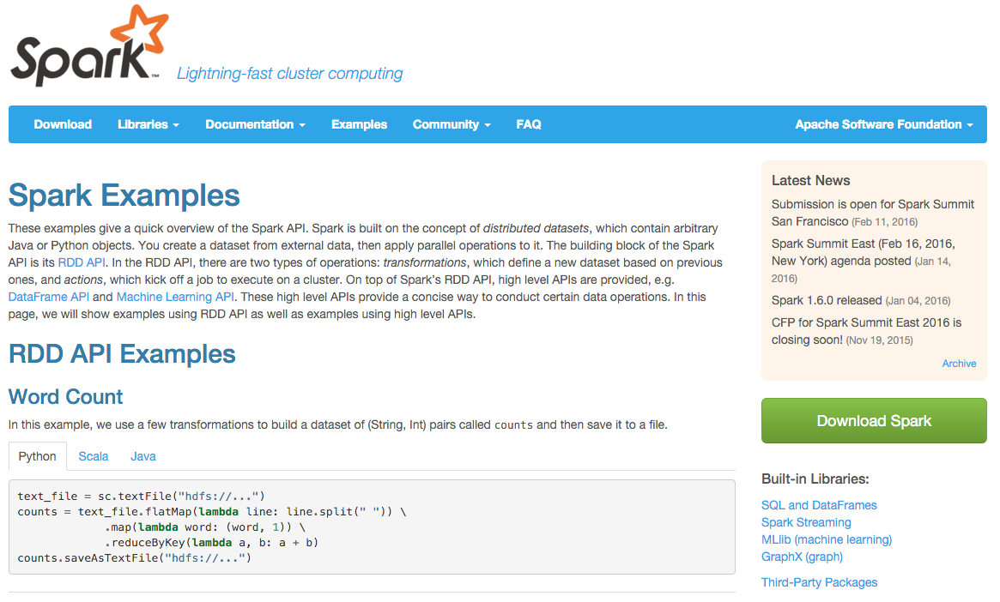 Spark™
Lightning-fast cluster computing
Download Libraries Documentation Examples Community FAQ Apache Software Foundation
Spark Examples
These examples give a quick overview of the Spark API. Spark is built on the concept of distributed datasets, which contain arbitrary
Java or Python objects. You create a dataset from external data, then apply parallel operations to it. The building block of the Spark
API is its RDD API. In the RDD API, there are two types of operations: transformations, which define a new dataset based on previous
ones, and actions, which kick off a job to execute on a cluster. On top of Spark’s RDD API, high level APIs are provided, e.g.
DataFrame API and Machine Learning API. These high level APIs provide a concise way to conduct certain data operations. In this
page, we will show examples using RDD API as well as examples using high level APIs.
RDD API Examples
Word Count
In this example, we use a few transformations to build a dataset of (String, Int) pairs called counts and then save it to a file.
Python Scala Java
text_file = sc.textFile("hdfs://...")
counts = text_file.flatMap(lambda line: line.split(" ")) \
             .map(lambda word: (word, 1)) \
             .reduceByKey(lambda a, b: a + b)
counts.saveAsTextFile("hdfs://...")
Latest News
Submission is open for Spark Summit
San Francisco (Feb 11, 2016)
Spark Summit East (Feb 16, 2016,
New York) agenda posted (Jan 14,
2016)
Spark 1.6.0 released (Jan 04, 2016)
CFP for Spark Summit East 2016 is
closing soon! (Nov 19, 2015)
Archive
Download Spark
Built-in Libraries:
SQL and DataFrames
Spark Streaming
MLlib (machine learning)
GraphX (graph)
Third-Party Packages